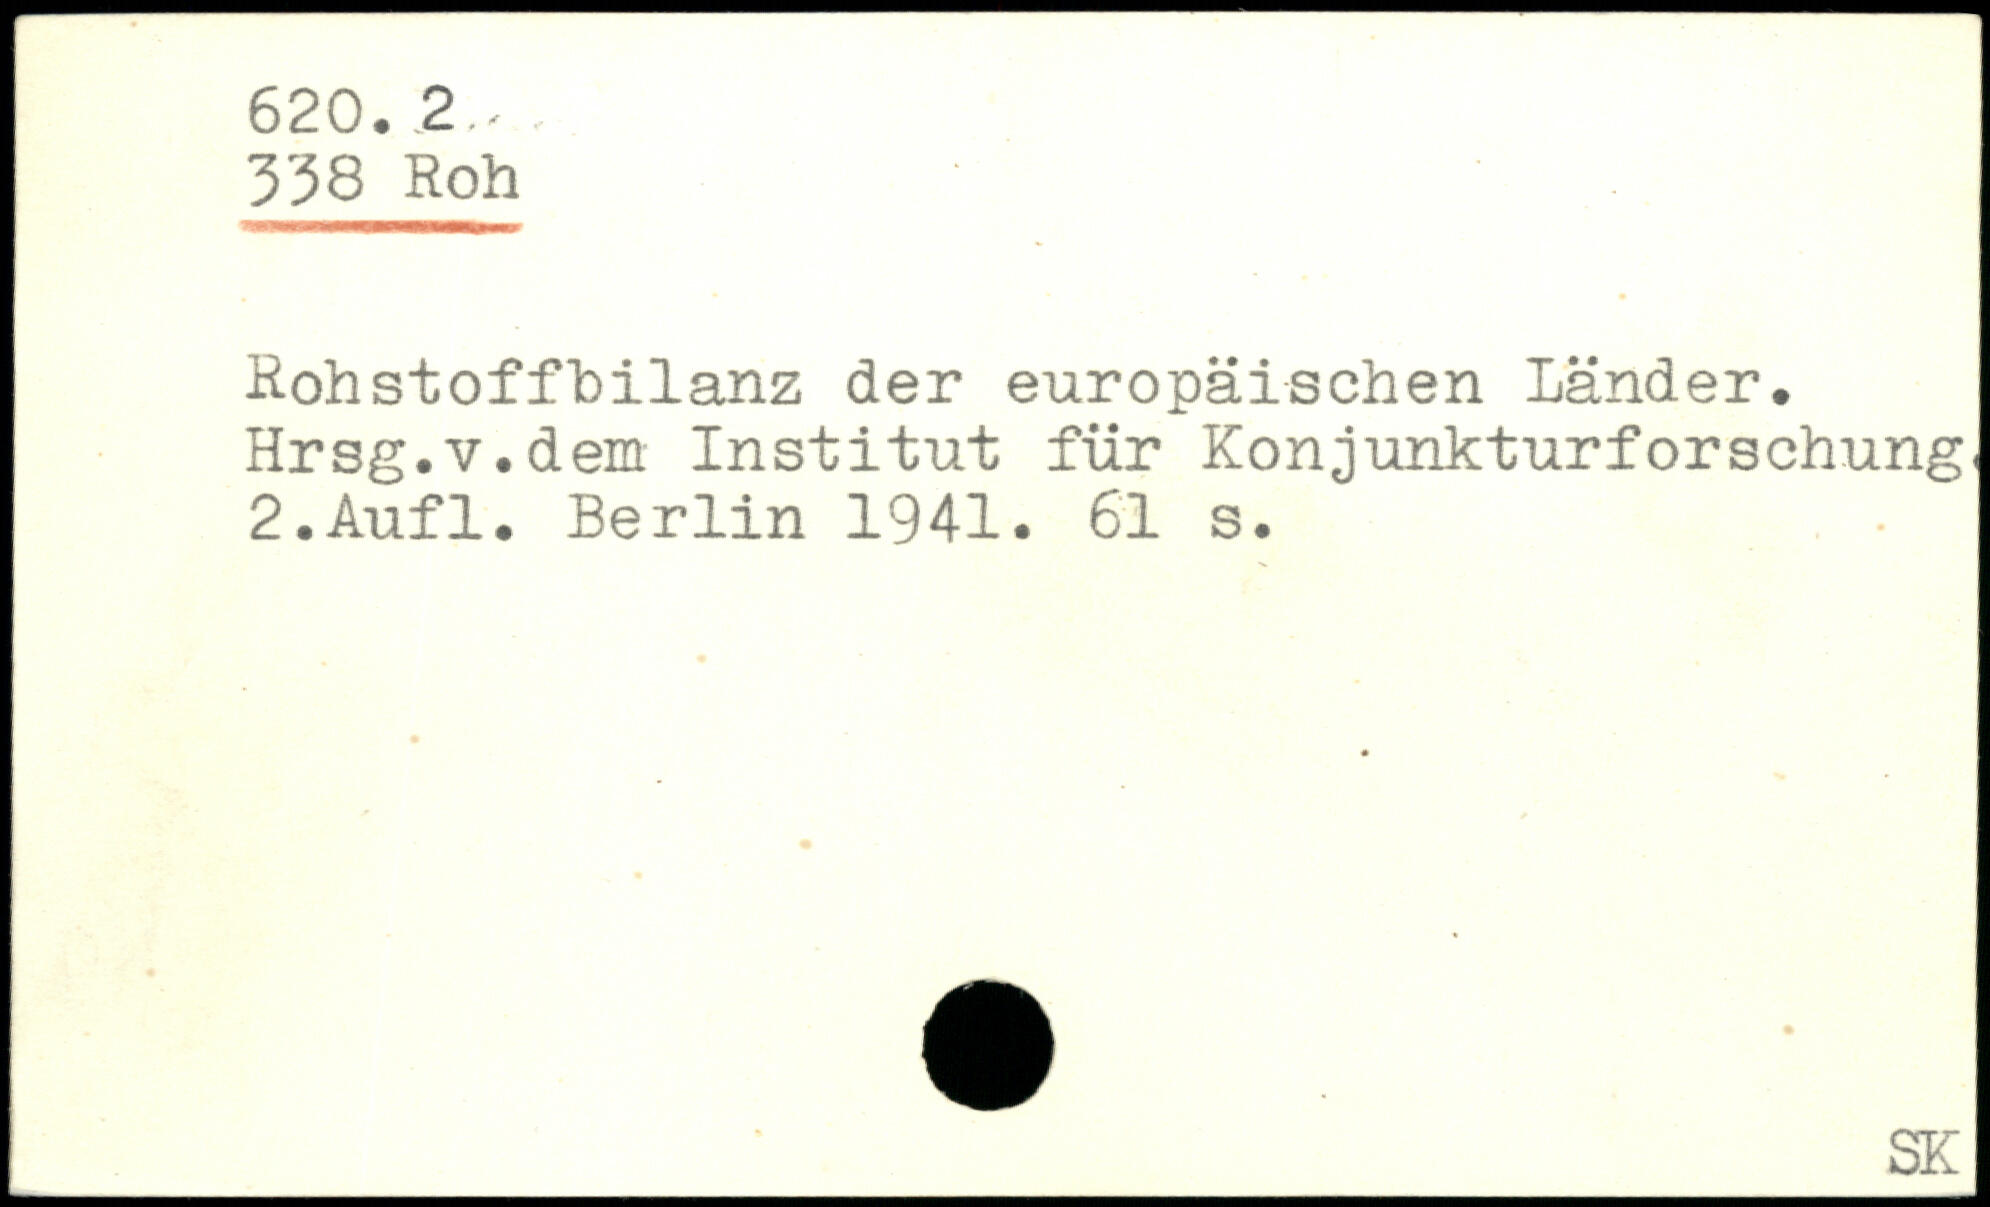 620.2
338 Roh
Rohstoffbilanz der europäischen Länder.
Hrsg.v.dem Institut für Konjunkturforschung.
2.Aufl. Berlin 1941. 61 s.
SK